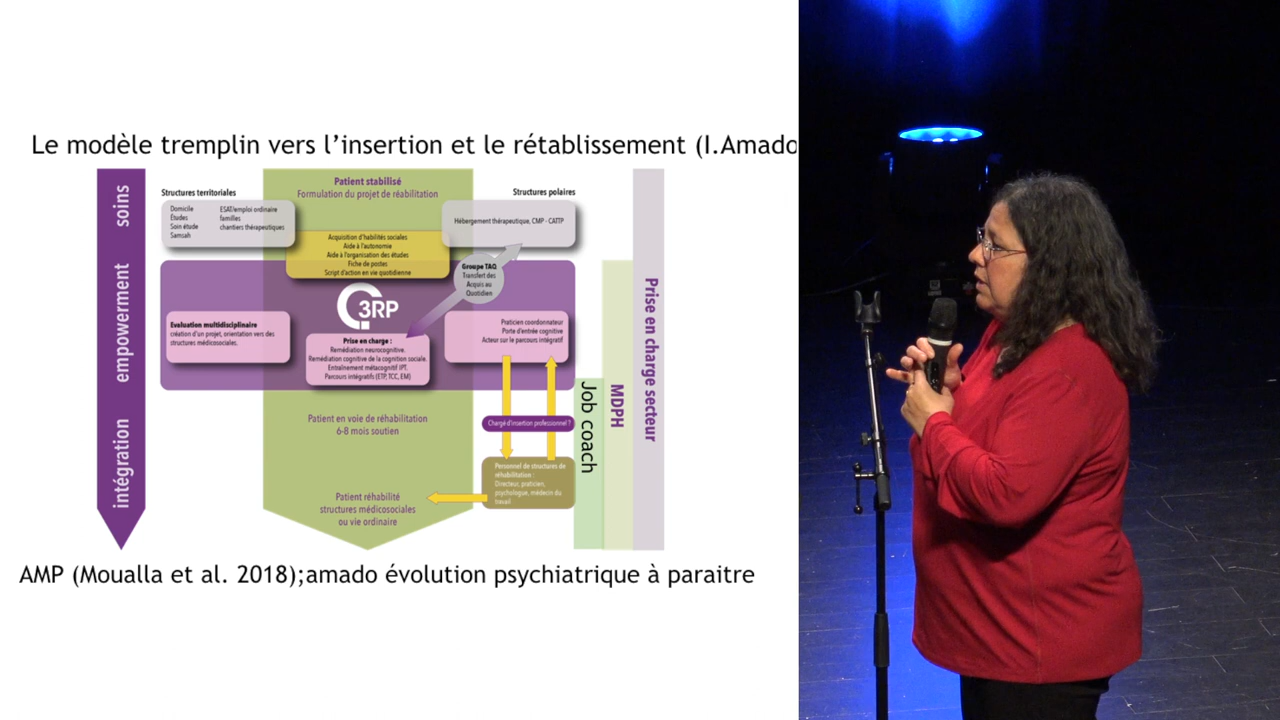 Le modèle tremplin vers l'insertion et le rétablissement (I.Amado
soins
empowerment
intégration
Structures territoriales
Domicile
Études
Soin étude
Samsah
ESAT/emploi ordinaire
familles
chantiers thérapeutiques
Patient stabilisé
Formulation du projet de réabilitation
Structures polaires
Hébergement thérapeutique, CMP - CATTP
Acquisition d'habilités sociales
Aide à l'autonomie
Aide à l'organisation des études
Fiche de postes
Script d'action en vie quotidienne
Groupe TAQ
Transfert des
Acquis au
Quotidien
C3RP
Evaluation multidisciplinaire
création d'un projet, orientation vers des
structures médicosociales.
Prise en charge :
Remédiation neurocognitive.
Remédiation cognitive de la cognition sociale.
Entraînement métacognitif IPT,
Parcours intégratifs (ETP, TCC, EM)
Praticien coordonnateur
Porte d'entrée cognitive
Acteur sur le parcours intégratif
Patient en voie de réhabilitation
6-8 mois soutien
Chargé d'insertion professionnel ?
Personnel de structures de
réhabilitation :
Directeur, praticien,
psychologue, médecin du
travail
Patient réhabilité
structures médicosociales
ou vie ordinaire
Job coach
MDPH
Prise en charge secteur
AMP (Moualla et al. 2018);amado évolution psychiatrique à paraitre